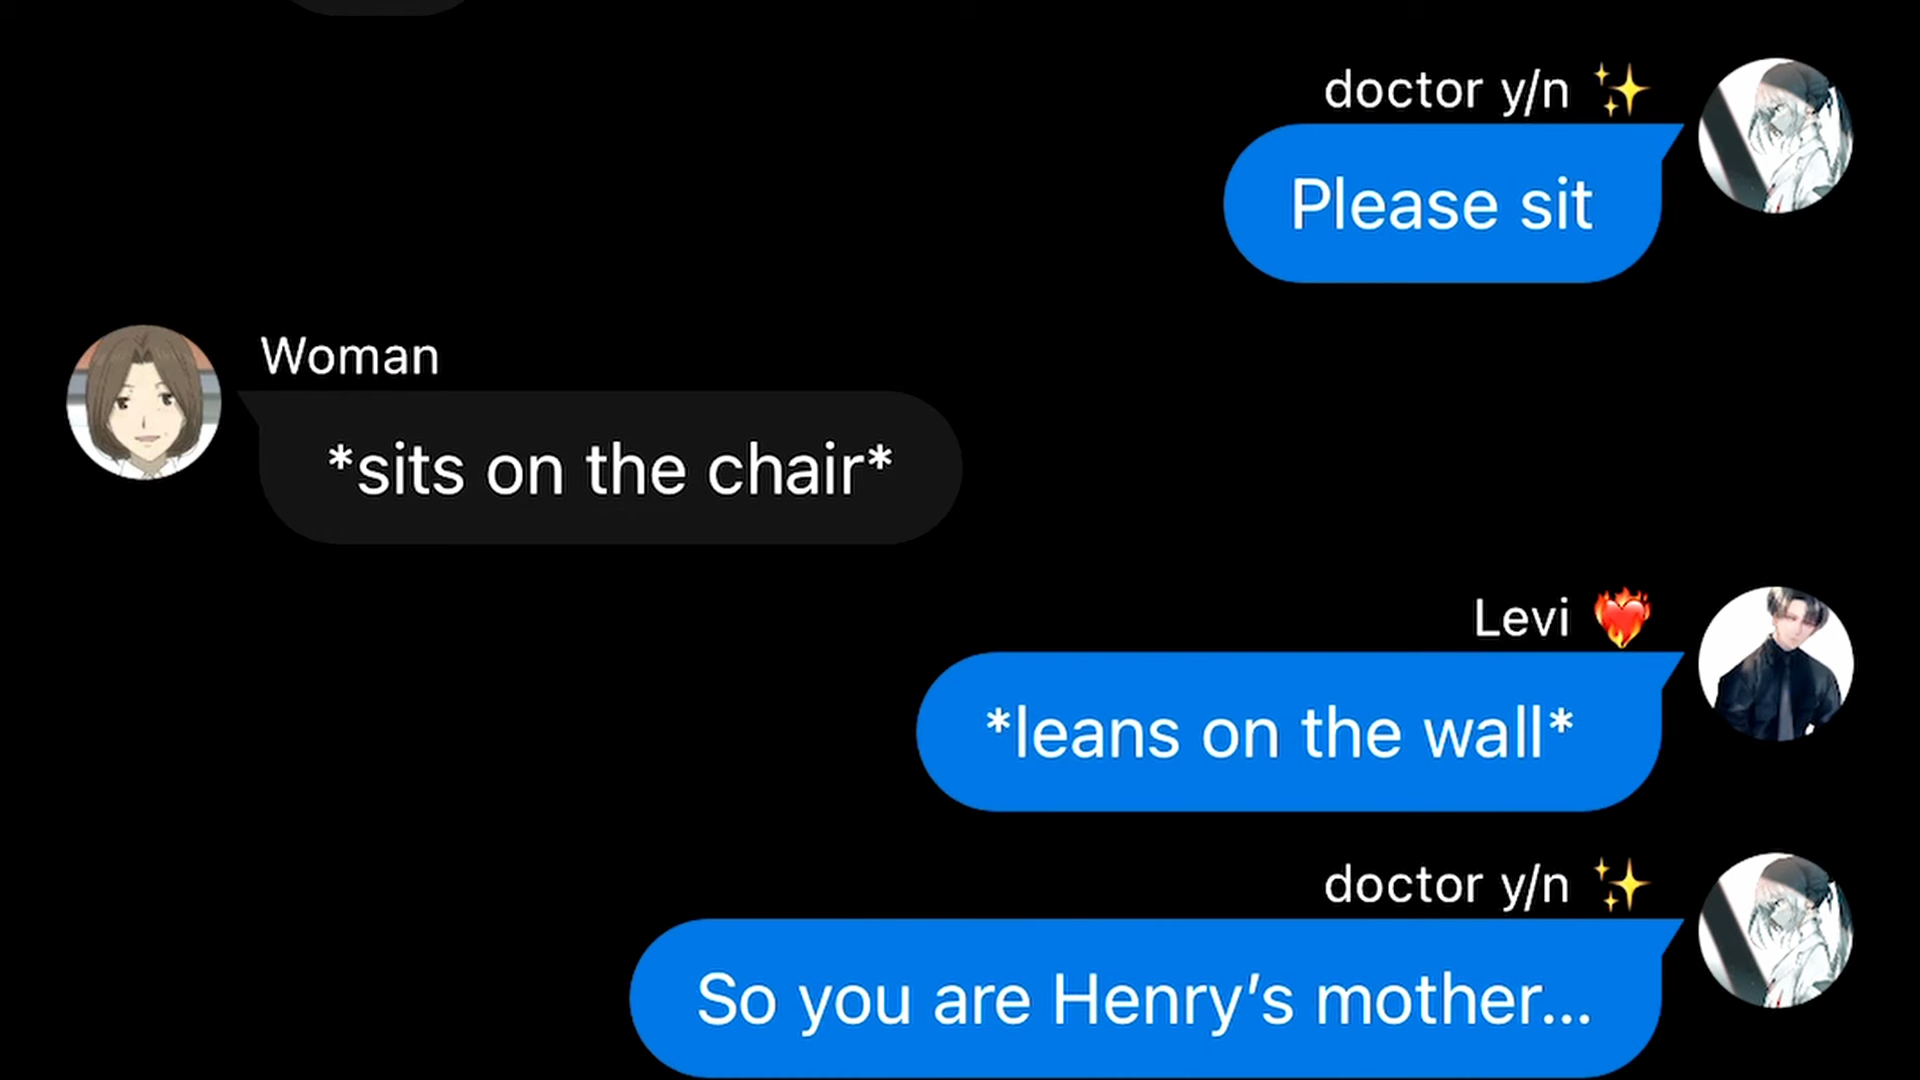 doctor y/n ✨
Please sit
Woman
*sits on the chair*
Levi ❤️‍🔥
*leans on the wall*
doctor y/n ✨
So you are Henry’s mother...